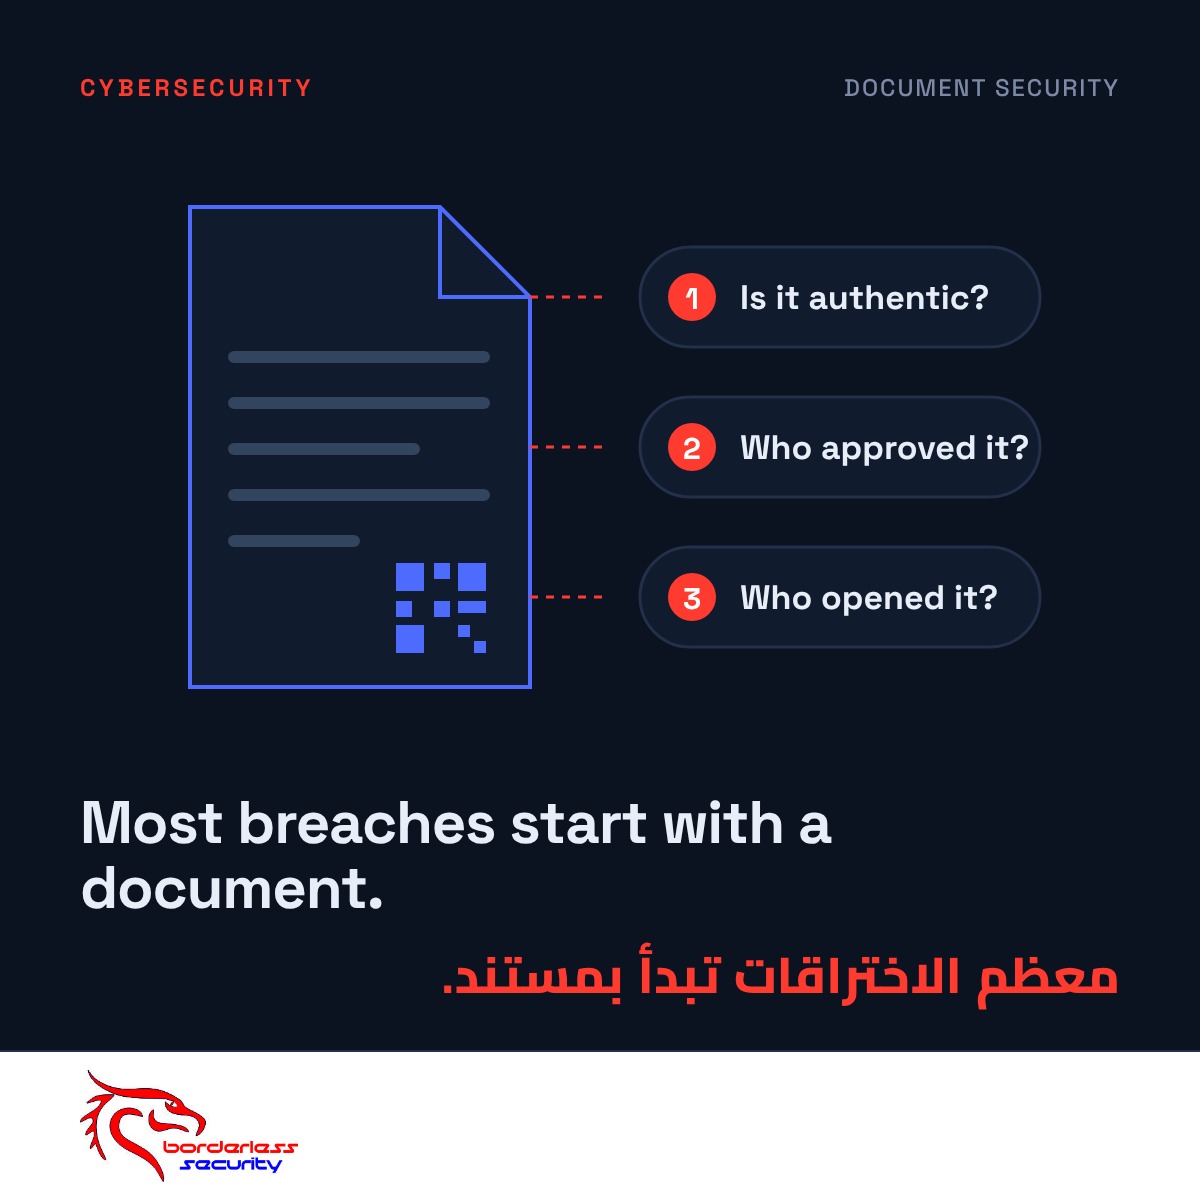 CYBERSECURITY
DOCUMENT SECURITY
1 Is it authentic?
2 Who approved it?
3 Who opened it?
Most breaches start with a
document.
معظم الاختراقات تبدأ بمستند.
borderless
security